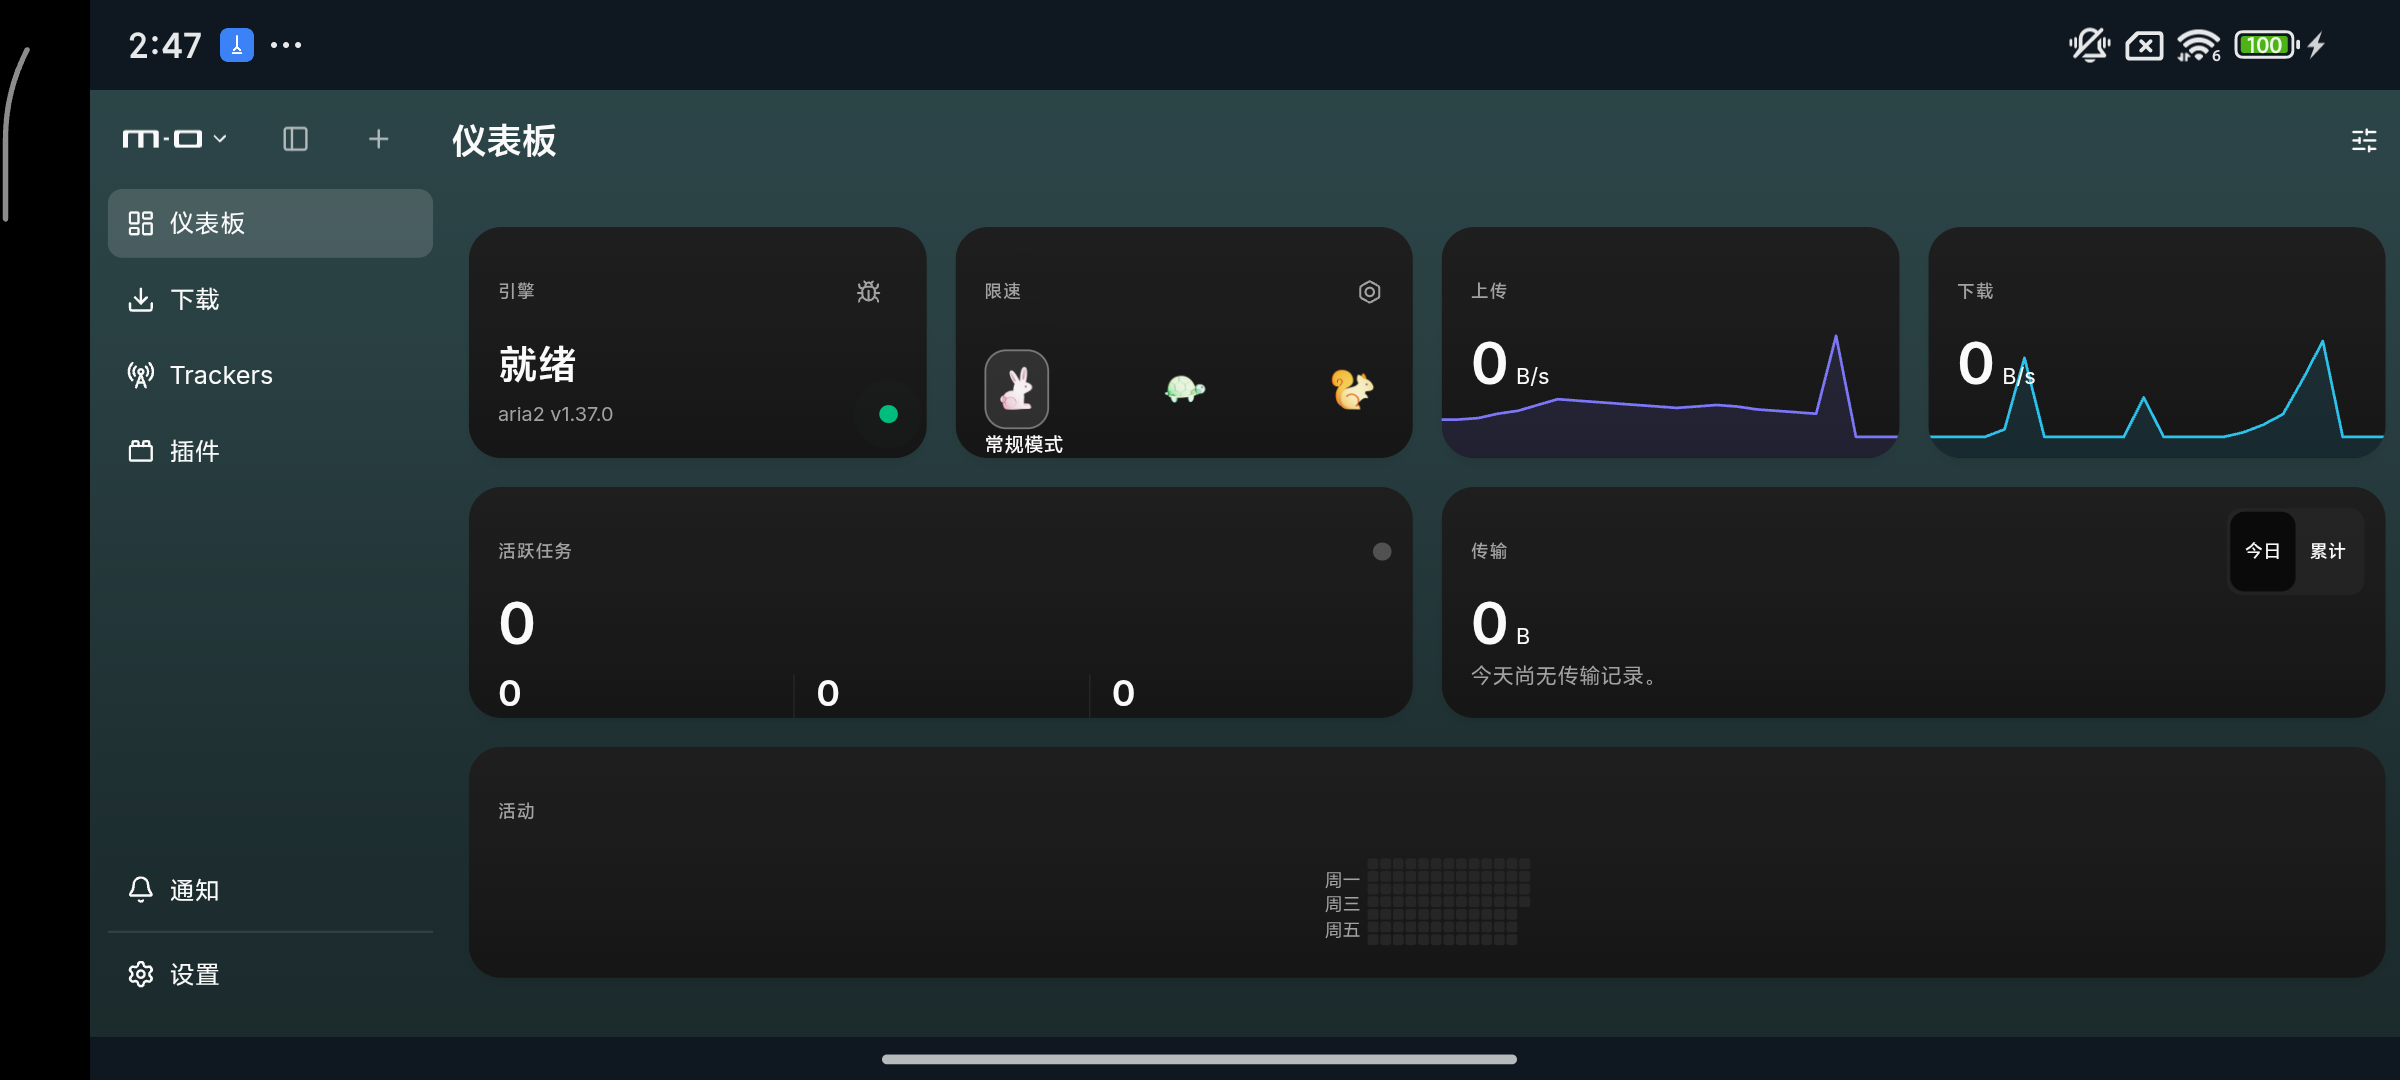 2:47
6
100
m-o
仪表板
仪表板
下载
Trackers
插件
通知
设置
引擎
就绪
aria2 v1.37.0
限速
常规模式
上传
0 B/s
下载
0 B/s
活跃任务
0
0 0 0
传输
今日 累计
0 B
今天尚无传输记录。
活动
周一
周三
周五